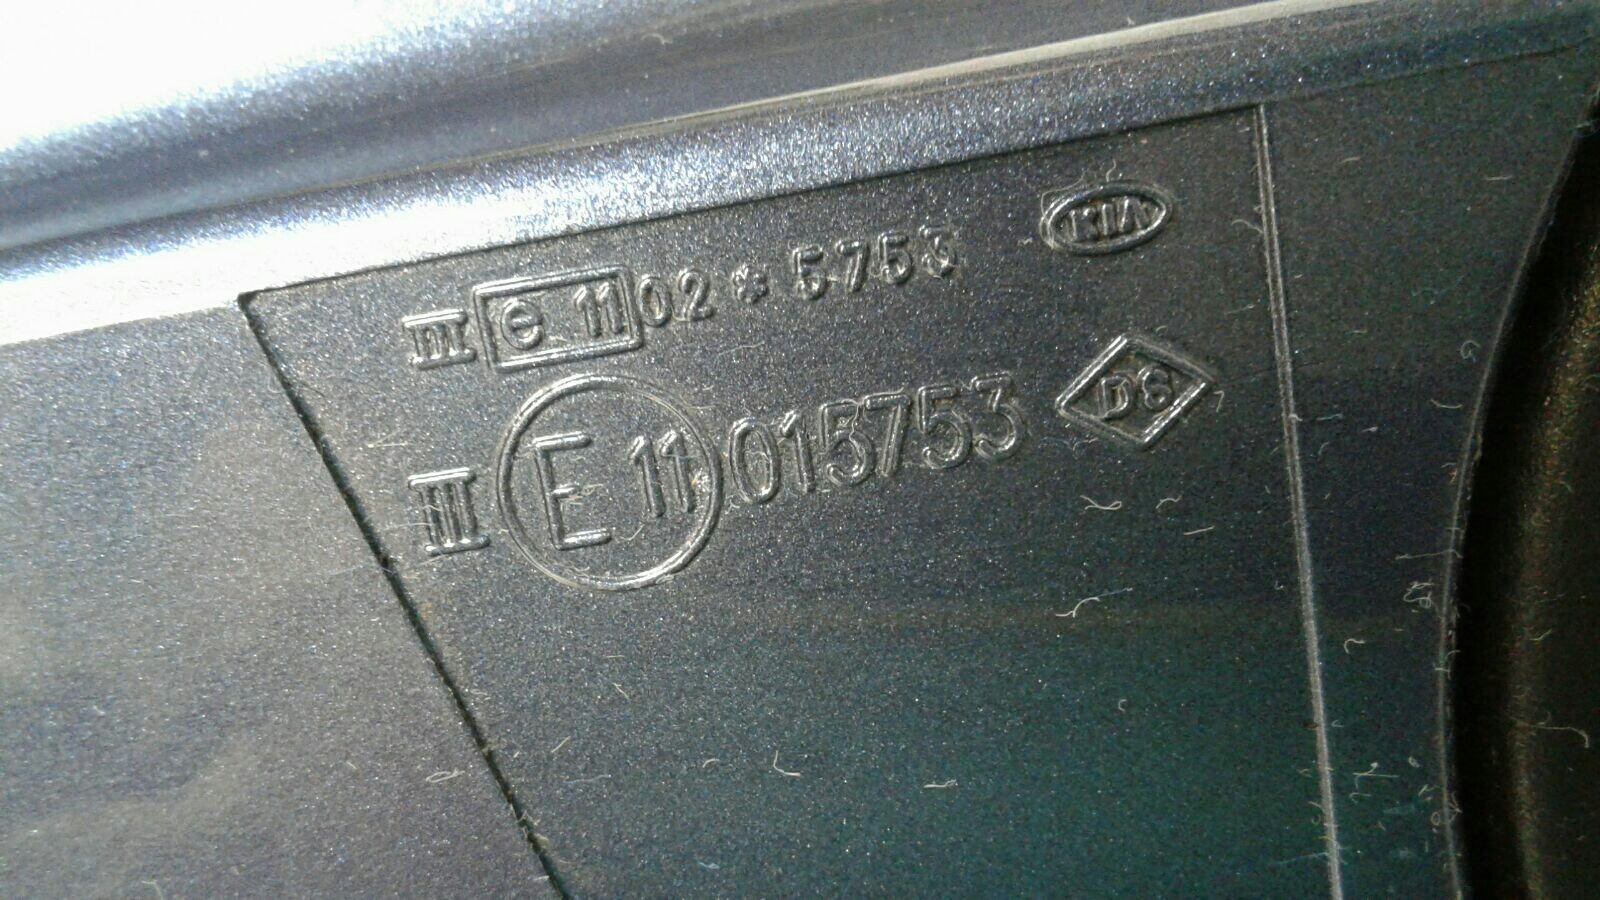 III e 11 02 * 5753 KIA
III E 11 015753 DS